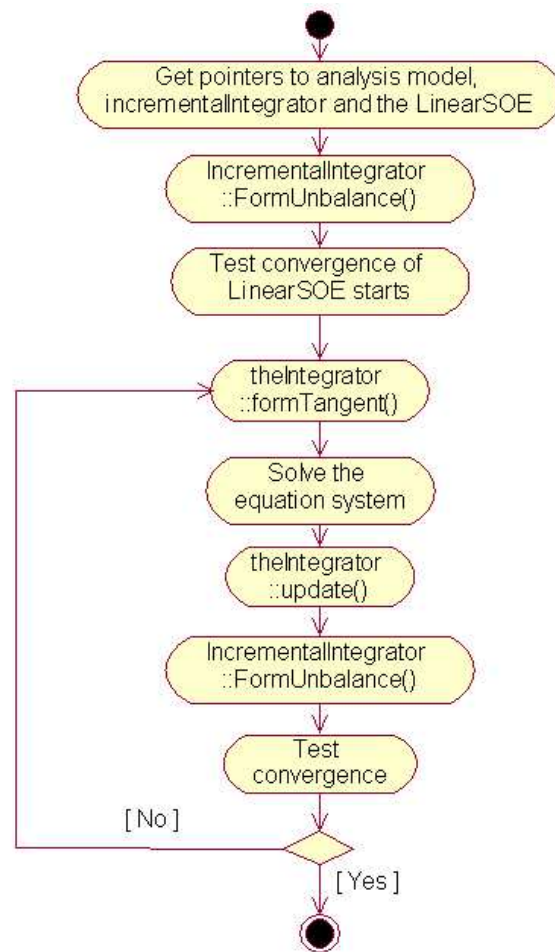 Get pointers to analysis model,
incrementalIntegrator and the LinearSOE
IncrementalIntegrator
::FormUnbalance()
Test convergence of
LinearSOE starts
theIntegrator
::formTangent()
Solve the
equation system
theIntegrator
::update()
IncrementalIntegrator
::FormUnbalance()
Test
convergence
[ No ]
[ Yes ]